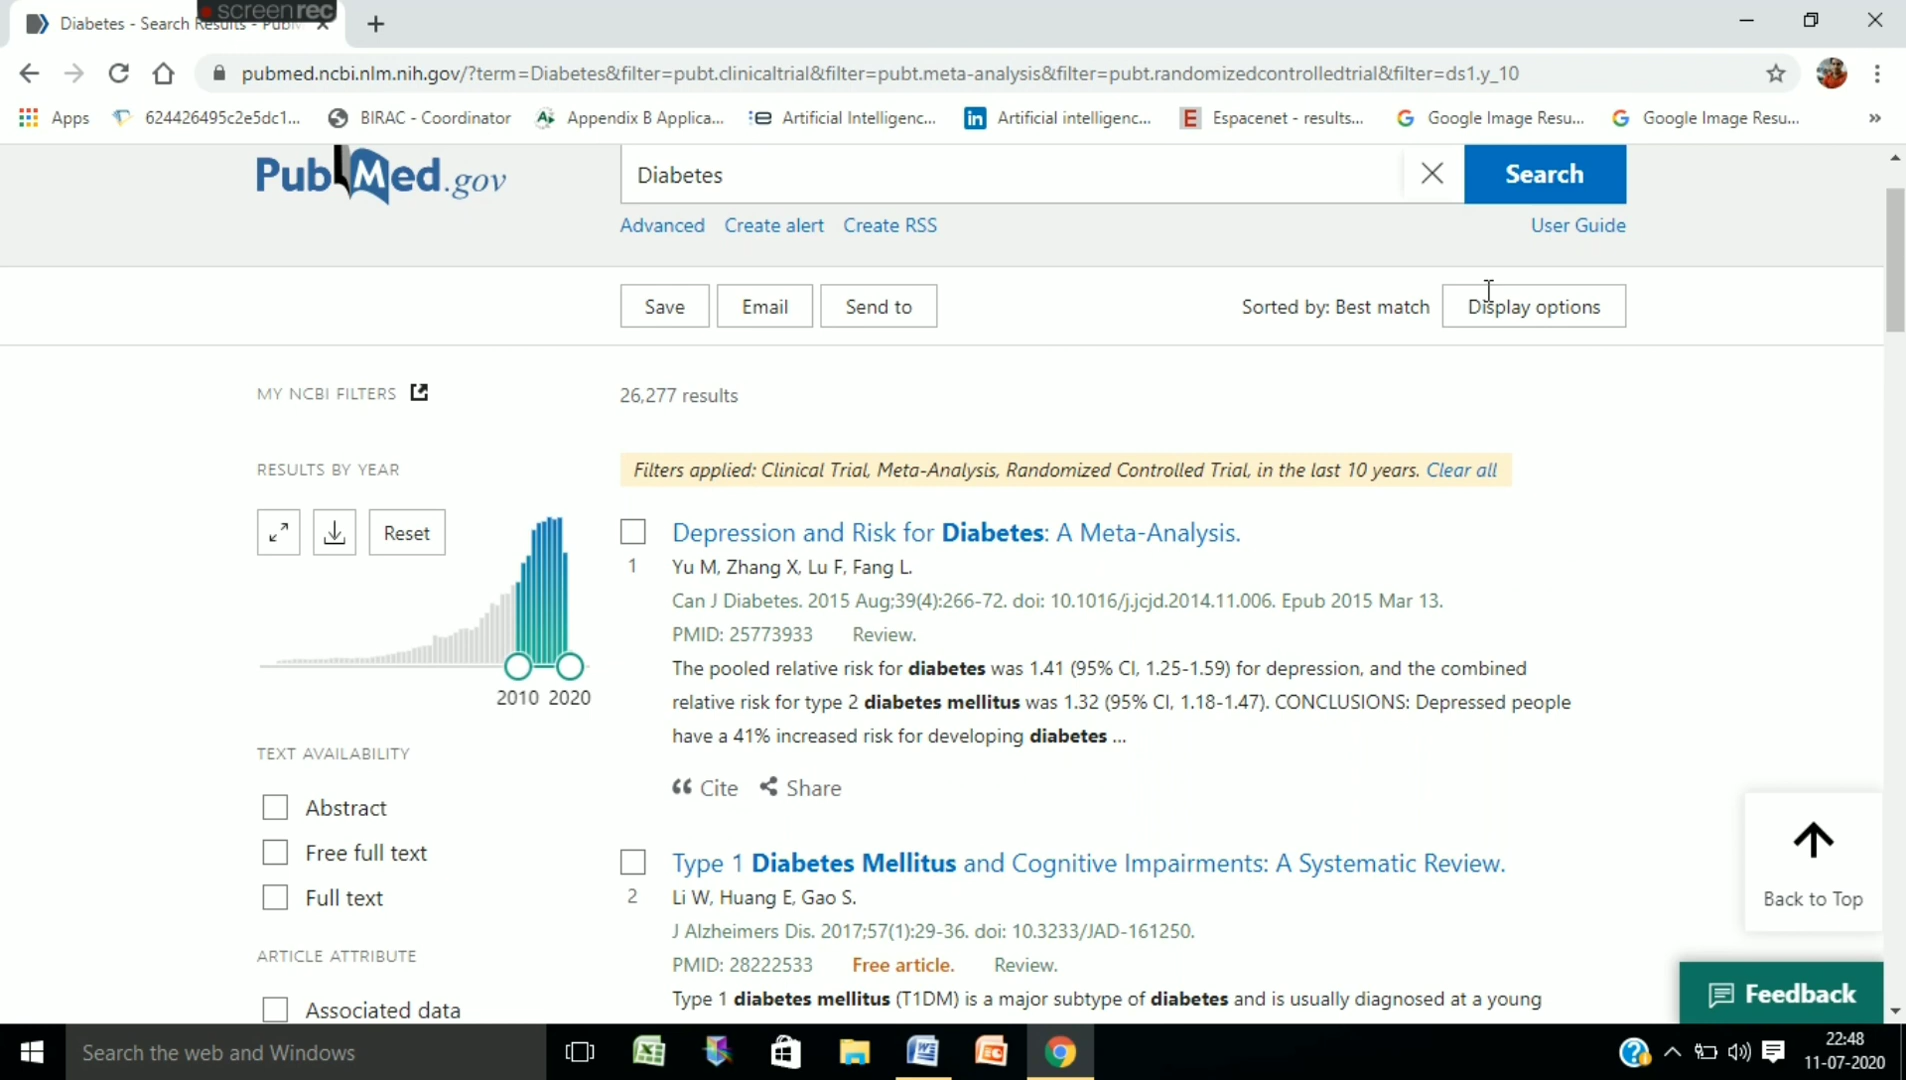 screenrec
Diabetes - Search Results - Publ
pubmed.ncbi.nlm.nih.gov/?term=Diabetes&filter=pubt.clinicaltrial&filter=pubt.meta-analysis&filter=pubt.randomizedcontrolledtrial&filter=ds1.y_10
Apps 624426495c2e5dc1... BIRAC - Coordinator Appendix B Applica... Artificial Intelligenc... Artificial intelligenc... Espacenet - results... Google Image Resu... Google Image Resu... »
PubMed.gov
Diabetes
Search
Advanced Create alert Create RSS User Guide
Save Email Send to Sorted by: Best match Display options
MY NCBI FILTERS
26,277 results
RESULTS BY YEAR
Filters applied: Clinical Trial, Meta-Analysis, Randomized Controlled Trial, in the last 10 years. Clear all
Reset
2010 2020
Depression and Risk for Diabetes: A Meta-Analysis.
1 Yu M, Zhang X, Lu F, Fang L.
Can J Diabetes. 2015 Aug;39(4):266-72. doi: 10.1016/j.jcjd.2014.11.006. Epub 2015 Mar 13.
PMID: 25773933 Review.
The pooled relative risk for diabetes was 1.41 (95% CI, 1.25-1.59) for depression, and the combined
relative risk for type 2 diabetes mellitus was 1.32 (95% CI, 1.18-1.47). CONCLUSIONS: Depressed people
have a 41% increased risk for developing diabetes ...
Cite Share
TEXT AVAILABILITY
Abstract
Free full text
Full text
ARTICLE ATTRIBUTE
Associated data
Type 1 Diabetes Mellitus and Cognitive Impairments: A Systematic Review.
2 Li W, Huang E, Gao S.
J Alzheimers Dis. 2017;57(1):29-36. doi: 10.3233/JAD-161250.
PMID: 28222533 Free article. Review.
Type 1 diabetes mellitus (T1DM) is a major subtype of diabetes and is usually diagnosed at a young
Back to Top
Feedback
Search the web and Windows
22:48
11-07-2020